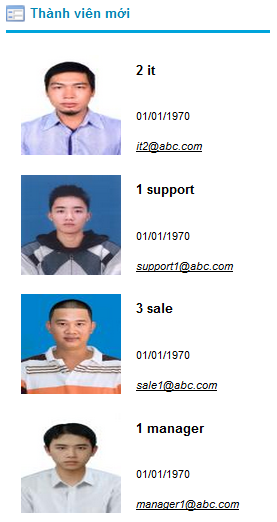 Thành viên mới
2 it
01/01/1970
it2@abc.com
1 support
01/01/1970
support1@abc.com
3 sale
01/01/1970
sale1@abc.com
1 manager
01/01/1970
manager1@abc.com